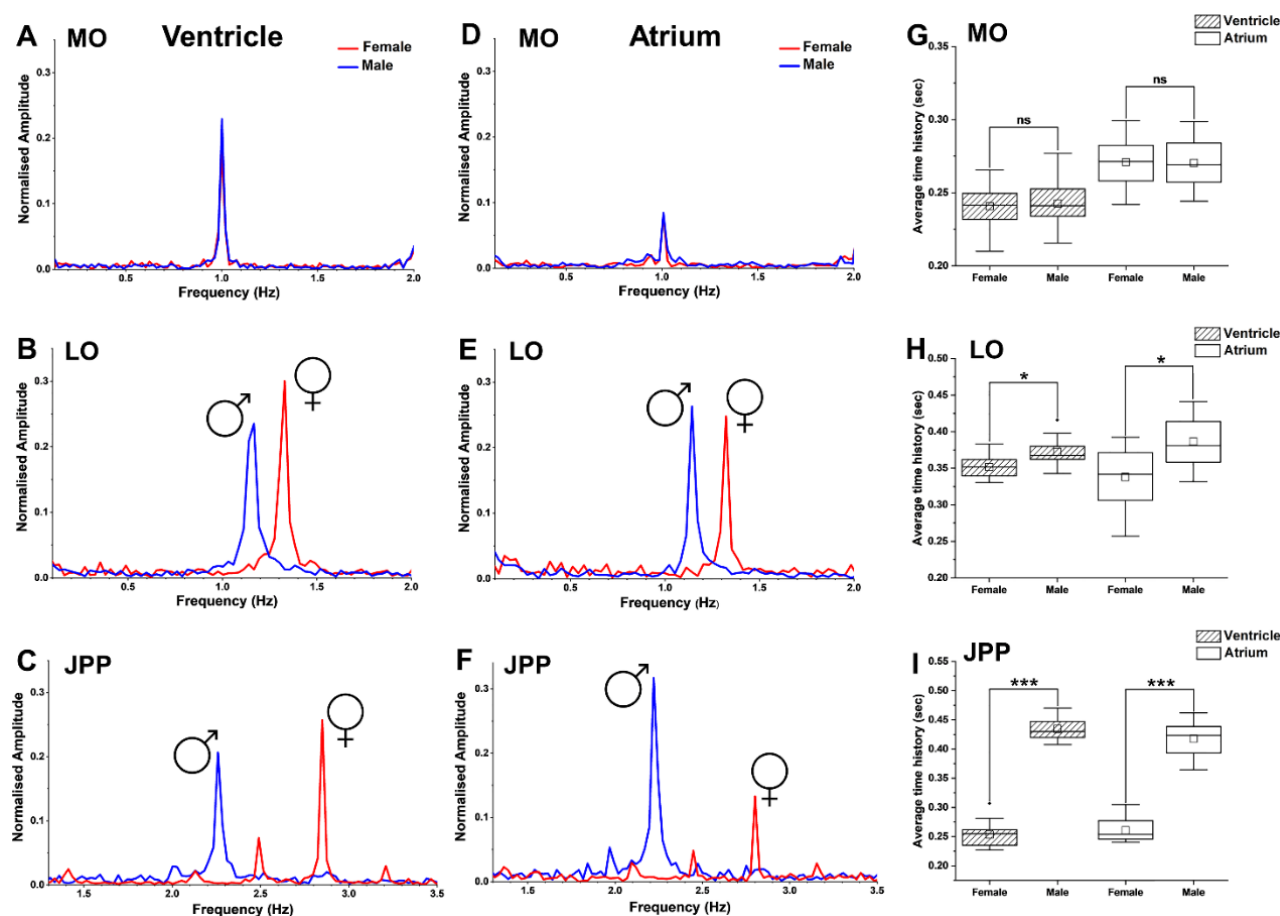 A MO Ventricle
Female
Male
Normalised Amplitude
0.3
0.2
0.1
0.0
0.5 1.0 1.5 2.0
Frequency (Hz)
D MO Atrium
Female
Male
Normalised Amplitude
0.3
0.2
0.1
0.0
0.5 1.0 1.5 2.0
Frequency (Hz)
G MO
Ventricle
Atrium
Average time history (sec)
0.35
0.30
0.25
0.20
ns
ns
Female Male Female Male
B LO
♂ ♀
Normalised Amplitude
0.3
0.2
0.1
0.0
0.5 1.0 1.5 2.0
Frequency (Hz)
E LO
♂ ♀
Normalised Amplitude
0.3
0.2
0.1
0.0
0.5 1.0 1.5 2.0
Frequency (Hz)
H LO
Ventricle
Atrium
Average time history (sec)
0.50
0.45
0.40
0.35
0.30
0.25
0.20
*
*
Female Male Female Male
C JPP
♂ ♀
Normalised Amplitude
0.3
0.2
0.1
0.0
1.5 2.0 2.5 3.0 3.5
Frequency (Hz)
F JPP
♂ ♀
Normalised Amplitude
0.3
0.2
0.1
0.0
1.5 2.0 2.5 3.0 3.5
Frequency (Hz)
I JPP
Ventricle
Atrium
Average time history (sec)
0.55
0.50
0.45
0.35
0.30
0.25
0.20
***
***
Female Male Female Male